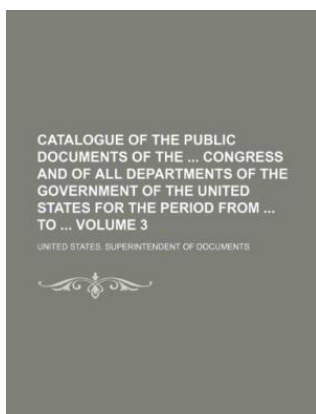 CATALOGUE OF THE PUBLIC
DOCUMENTS OF THE ... CONGRESS
AND OF ALL DEPARTMENTS OF THE
GOVERNMENT OF THE UNITED
STATES FOR THE PERIOD FROM ...
TO ... VOLUME 3
UNITED STATES. SUPERINTENDENT OF DOCUMENTS